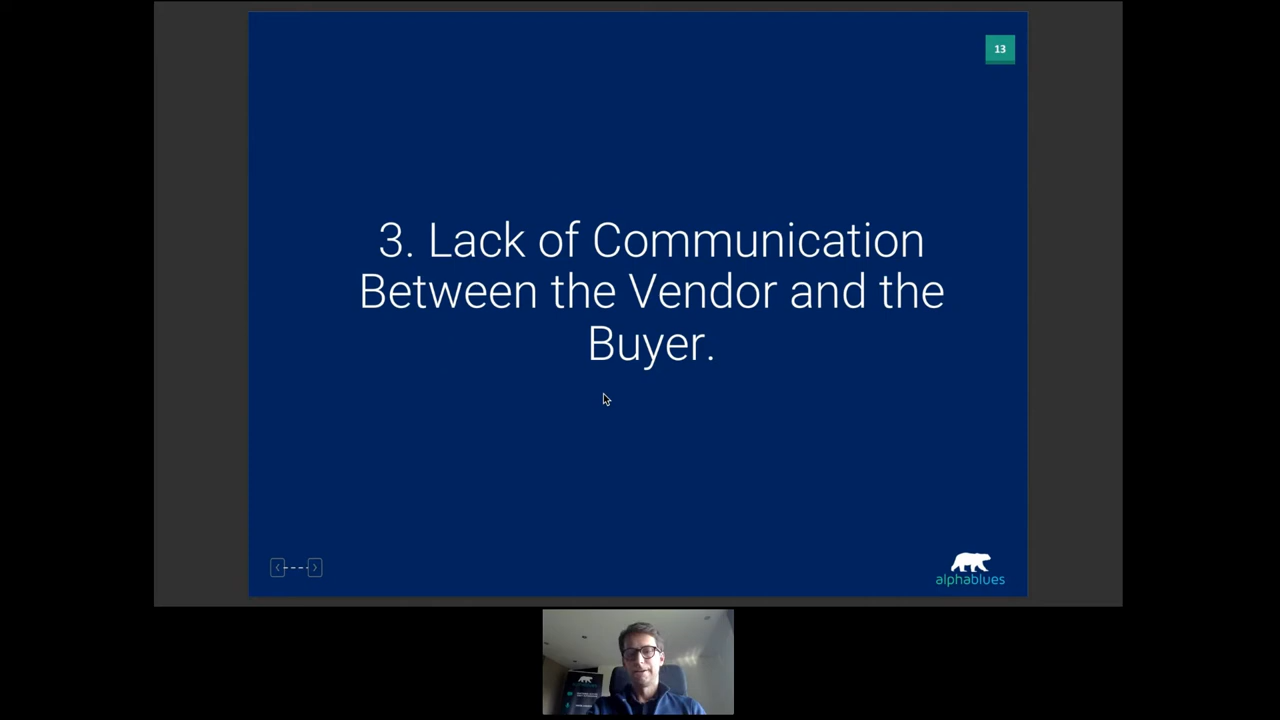 13
3. Lack of Communication
Between the Vendor and the
Buyer.
alphablues